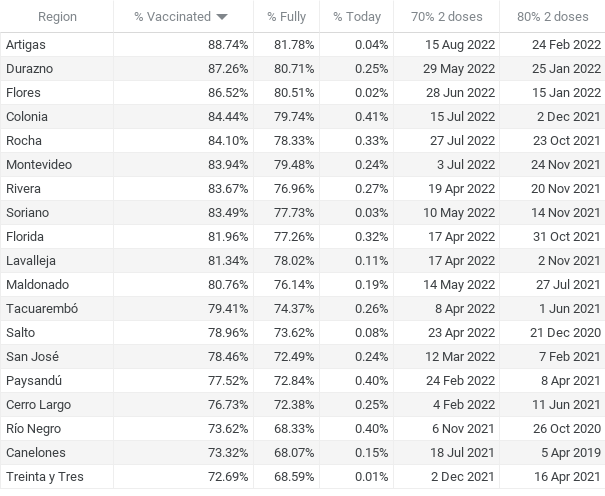 Region % Vaccinated % Fully % Today 70% 2 doses 80% 2 doses
Artigas 88.74% 81.78% 0.04% 15 Aug 2022 24 Feb 2022
Durazno 87.26% 80.71% 0.25% 29 May 2022 25 Jan 2022
Flores 86.52% 80.51% 0.02% 28 Jun 2022 15 Jan 2022
Colonia 84.44% 79.74% 0.41% 15 Jul 2022 2 Dec 2021
Rocha 84.10% 78.33% 0.33% 27 Jul 2022 23 Oct 2021
Montevideo 83.94% 79.48% 0.24% 3 Jul 2022 24 Nov 2021
Rivera 83.67% 76.96% 0.27% 19 Apr 2022 20 Nov 2021
Soriano 83.49% 77.73% 0.03% 10 May 2022 14 Nov 2021
Florida 81.96% 77.26% 0.32% 17 Apr 2022 31 Oct 2021
Lavalleja 81.34% 78.02% 0.11% 17 Apr 2022 2 Nov 2021
Maldonado 80.76% 76.14% 0.19% 14 May 2022 27 Jul 2021
Tacuarembó 79.41% 74.37% 0.26% 8 Apr 2022 1 Jun 2021
Salto 78.96% 73.62% 0.08% 23 Apr 2022 21 Dec 2020
San José 78.46% 72.49% 0.24% 12 Mar 2022 7 Feb 2021
Paysandú 77.52% 72.84% 0.40% 24 Feb 2022 8 Apr 2021
Cerro Largo 76.73% 72.38% 0.25% 4 Feb 2022 11 Jun 2021
Río Negro 73.62% 68.33% 0.40% 6 Nov 2021 26 Oct 2020
Canelones 73.32% 68.07% 0.15% 18 Jul 2021 5 Apr 2019
Treinta y Tres 72.69% 68.59% 0.01% 2 Dec 2021 16 Apr 2021